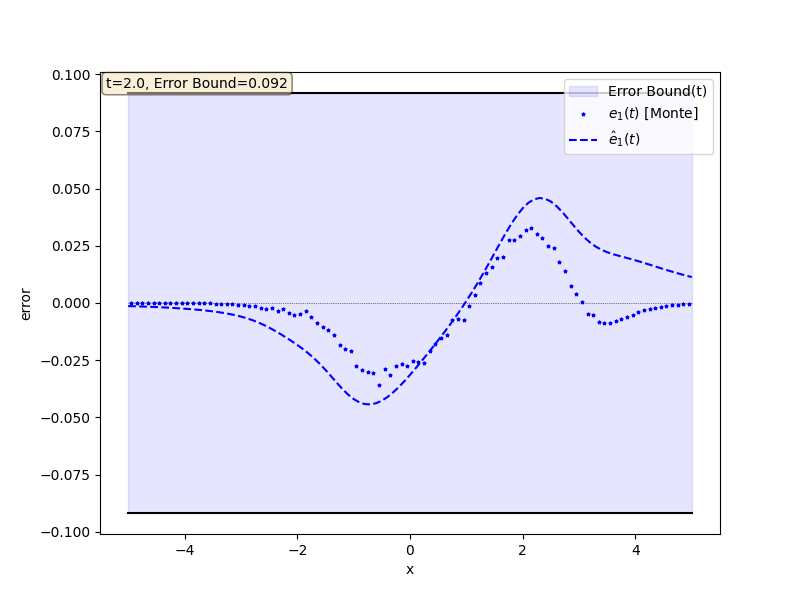 t=2.0, Error Bound=0.092
Error Bound(t)
e₁(t) [Monte]
ê₁(t)
0.100
0.075
0.050
0.025
0.000
−0.025
−0.050
−0.075
−0.100
error
−4
−2
0
2
4
x